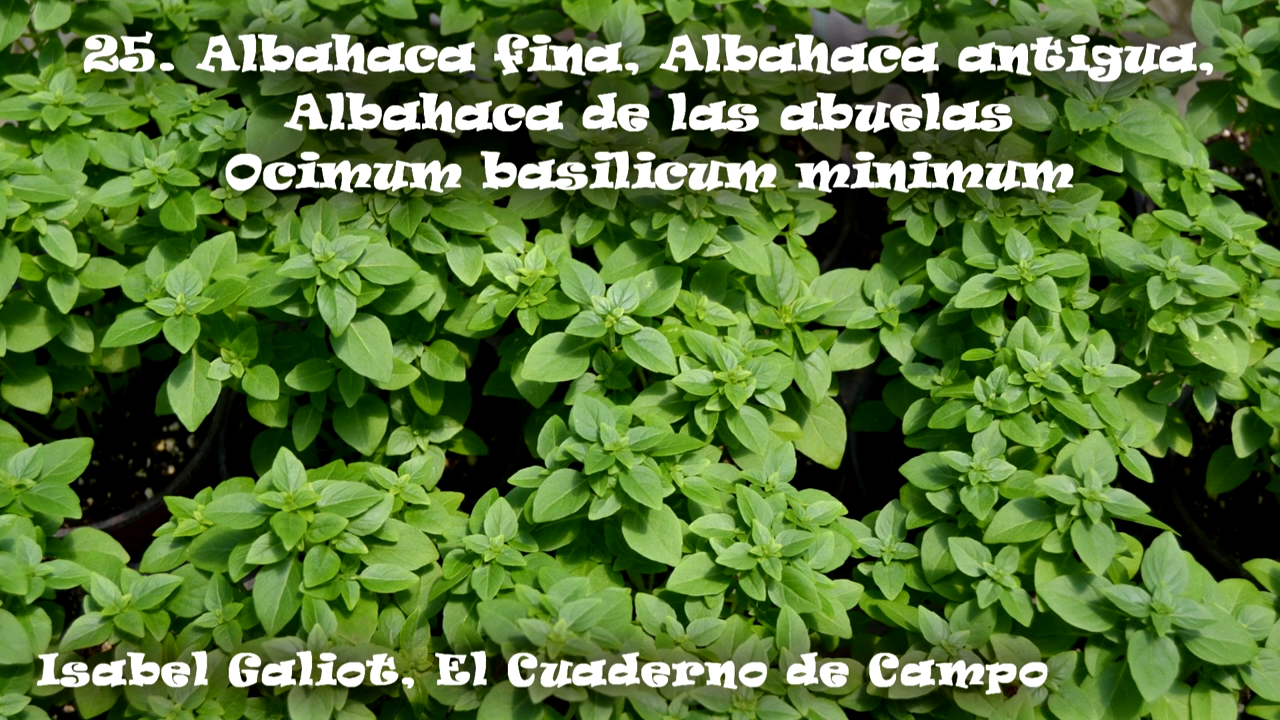 25. Albahaca fina, Albahaca antigua,
Albahaca de las abuelas
Ocimum basilicum minimum
Isabel Galiot, El Cuaderno de Campo